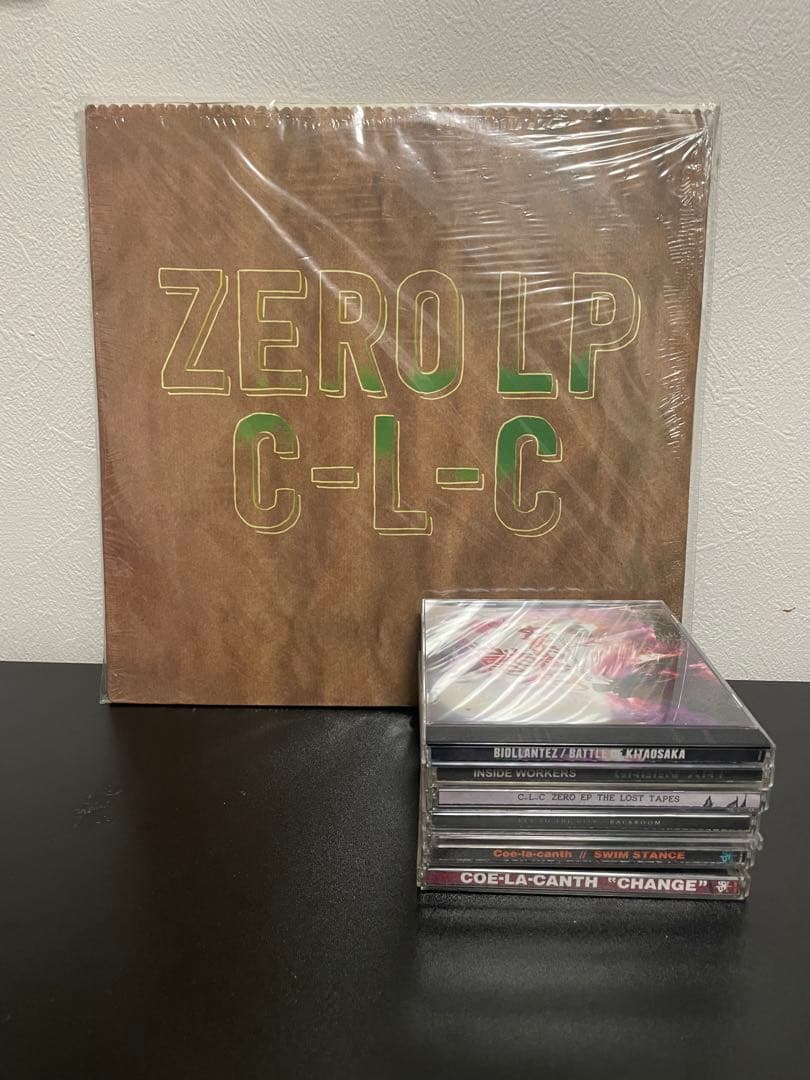 ZERO LP
C-L-C
BIOLLANTEZ / BATTLE OF KITAOSAKA
INSIDE WORKERS
C-L-C ZERO EP THE LOST TAPES
BACKROOM
Coe-la-canth // SWIM STANCE
COE-LA-CANTH “CHANGE”